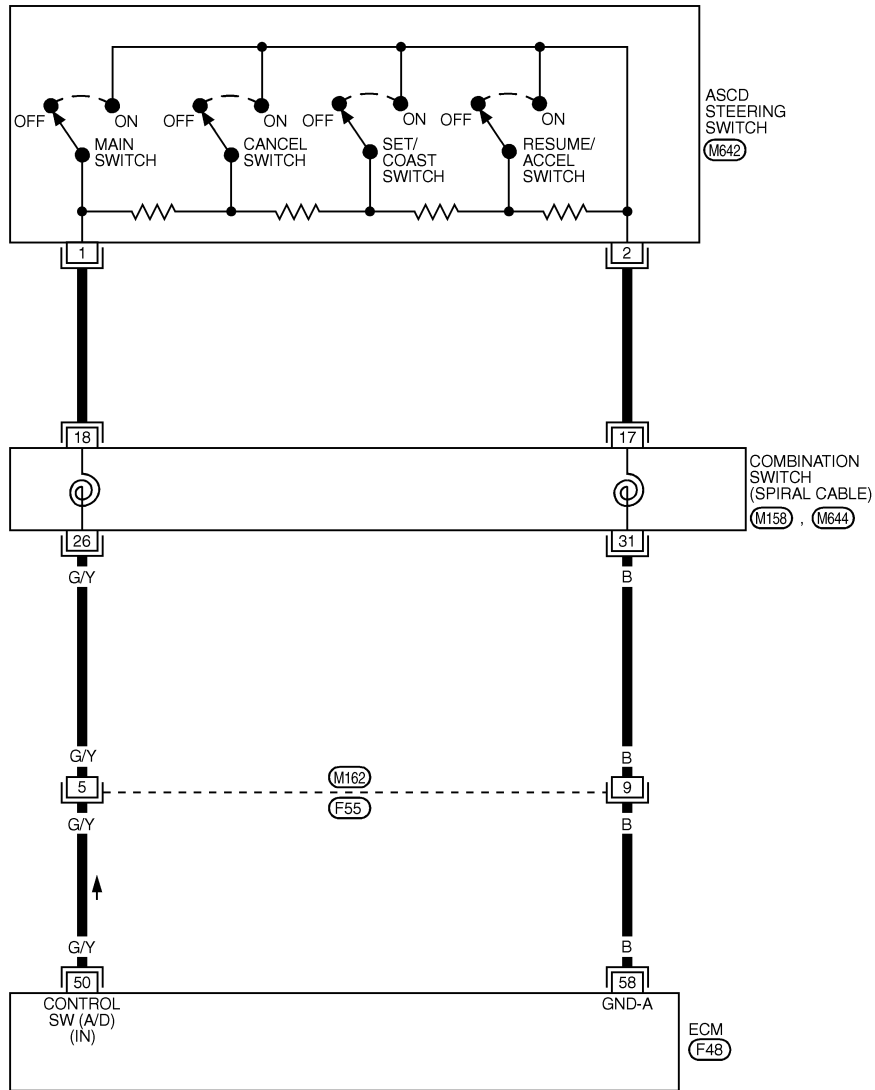 OFF
ON
MAIN
SWITCH
OFF
ON
CANCEL
SWITCH
OFF
ON
SET/
COAST
SWITCH
OFF
ON
RESUME/
ACCEL
SWITCH
ASCD
STEERING
SWITCH
M642
1
2
18
17
COMBINATION
SWITCH
(SPIRAL CABLE)
M158 , M644
26
31
G/Y
B
G/Y
B
5
M162
9
F55
G/Y
B
G/Y
B
50
58
CONTROL
SW (A/D)
(IN)
GND-A
ECM
F48